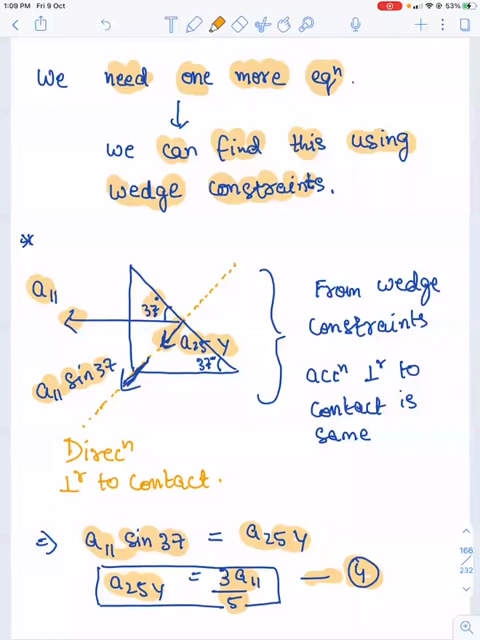 1:09 PM Fri 9 Oct
53%
We need one more eqⁿ.
we can find this using
wedge constraints.
*
a₁₁
37°
a₂₅y
37°
a₁₁ sin37
From wedge
constraints
accⁿ ⊥ʳ to
contact is
same
Direcⁿ
⊥ʳ to contact.
⇒ a₁₁ sin 37 = a₂₅y
a₂₅y = 3a₁₁/5 — ④
166
/
232